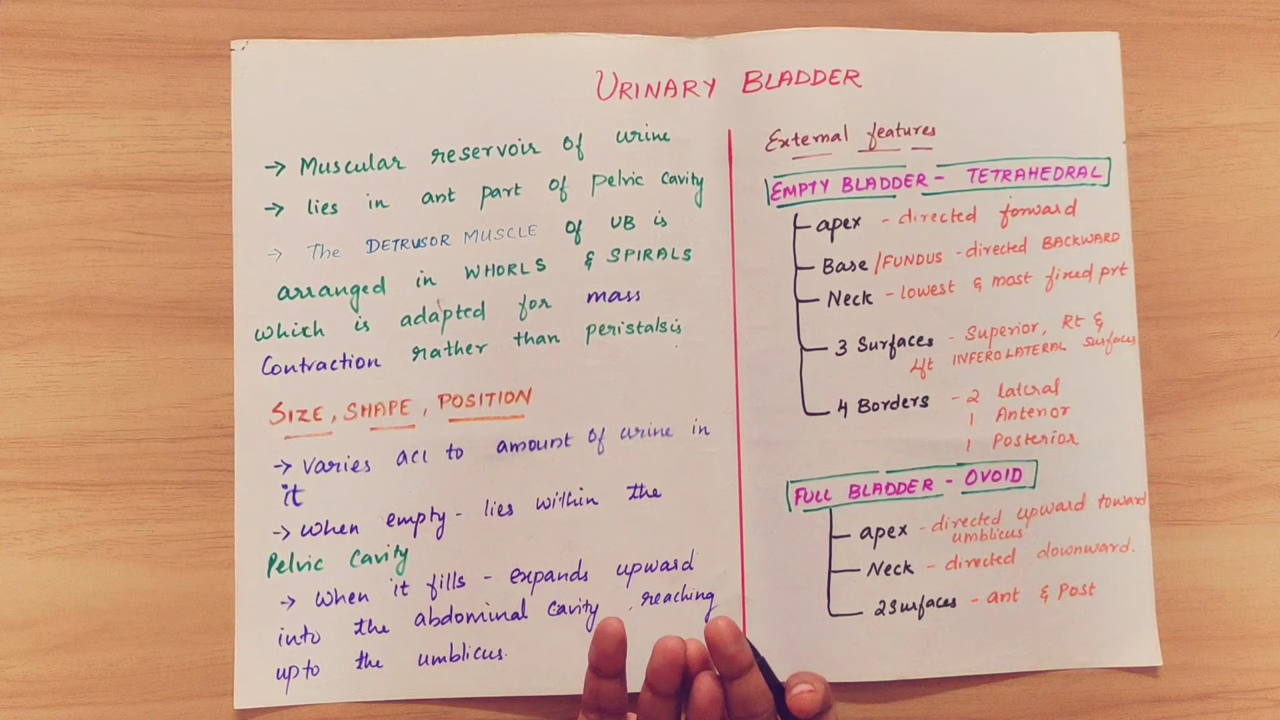 URINARY BLADDER
→ Muscular reservoir of urine
→ lies in ant part of pelvic cavity
→ The DETRUSOR MUSCLE of UB is
arranged in WHORLS & SPIRALS
which is adapted for mass
Contraction rather than peristalsis.
SIZE, SHAPE, POSITION
→ varies acc to amount of urine in
it
→ when empty - lies within the
Pelvic cavity
→ when it fills - expands upward
into the abdominal cavity, reaching
upto the umblicus.
External features
EMPTY BLADDER - TETRAHEDRAL
apex - directed forward
Base/FUNDUS - directed BACKWARD
Neck - lowest & most fixed prt
3 Surfaces - Superior, Rt &
Lft INFEROLATERAL surfaces
4 Borders - 2 lateral
1 Anterior
1 Posterior
FULL BLADDER - OVOID
apex - directed upward toward
umblicus
Neck - directed downward.
2 surfaces - ant & Post